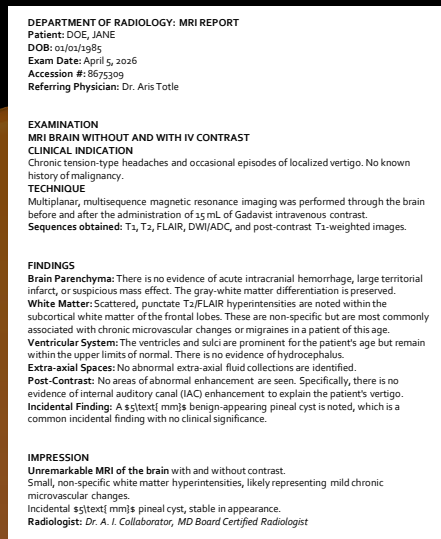 DEPARTMENT OF RADIOLOGY: MRI REPORT
Patient: DOE, JANE
DOB: 01/01/1985
Exam Date: April 5, 2026
Accession #: 8675309
Referring Physician: Dr. Aris Totle
EXAMINATION
MRI BRAIN WITHOUT AND WITH IV CONTRAST
CLINICAL INDICATION
Chronic tension-type headaches and occasional episodes of localized vertigo. No known
history of malignancy.
TECHNIQUE
Multiplanar, multisequence magnetic resonance imaging was performed through the brain
before and after the administration of 15 mL of Gadavist intravenous contrast.
Sequences obtained: T1, T2, FLAIR, DWI/ADC, and post-contrast T1-weighted images.
FINDINGS
Brain Parenchyma: There is no evidence of acute intracranial hemorrhage, large territorial
infarct, or suspicious mass effect. The gray-white matter differentiation is preserved.
White Matter: Scattered, punctate T2/FLAIR hyperintensities are noted within the
subcortical white matter of the frontal lobes. These are non-specific but are most commonly
associated with chronic microvascular changes or migraines in a patient of this age.
Ventricular System: The ventricles and sulci are prominent for the patient's age but remain
within the upper limits of normal. There is no evidence of hydrocephalus.
Extra-axial Spaces: No abnormal extra-axial fluid collections are identified.
Post-Contrast: No areas of abnormal enhancement are seen. Specifically, there is no
evidence of internal auditory canal (IAC) enhancement to explain the patient's vertigo.
Incidental Finding: A $5\text{ mm}$ benign-appearing pineal cyst is noted, which is a
common incidental finding with no clinical significance.
IMPRESSION
Unremarkable MRI of the brain with and without contrast.
Small, non-specific white matter hyperintensities, likely representing mild chronic
microvascular changes.
Incidental $5\text{ mm}$ pineal cyst, stable in appearance.
Radiologist: Dr. A. I. Collaborator, MD Board Certified Radiologist